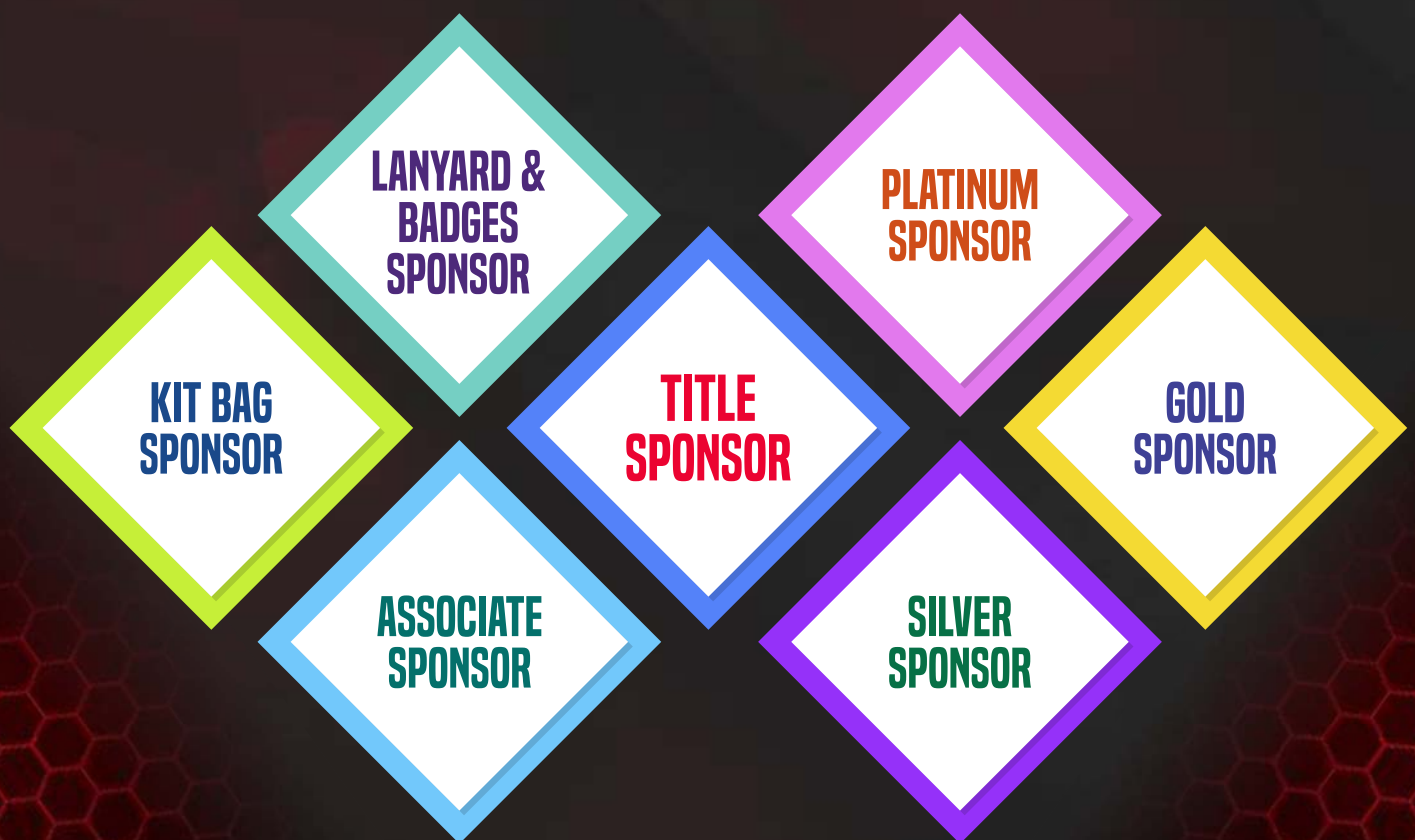 LANYARD &
BADGES
SPONSOR
PLATINUM
SPONSOR
KIT BAG
SPONSOR
TITLE
SPONSOR
GOLD
SPONSOR
ASSOCIATE
SPONSOR
SILVER
SPONSOR